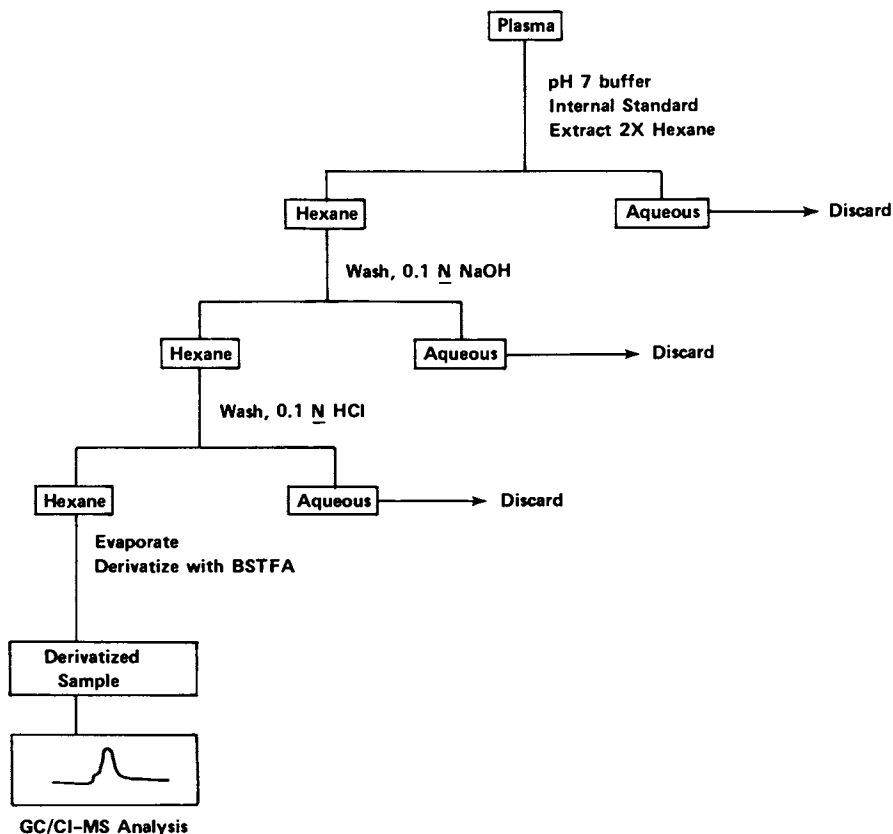 Plasma
pH 7 buffer
Internal Standard
Extract 2X Hexane
Hexane
Aqueous
Discard
Wash, 0.1 N NaOH
Hexane
Aqueous
Discard
Wash, 0.1 N HCl
Hexane
Aqueous
Discard
Evaporate
Derivatize with BSTFA
Derivatized
Sample
GC/CI-MS Analysis